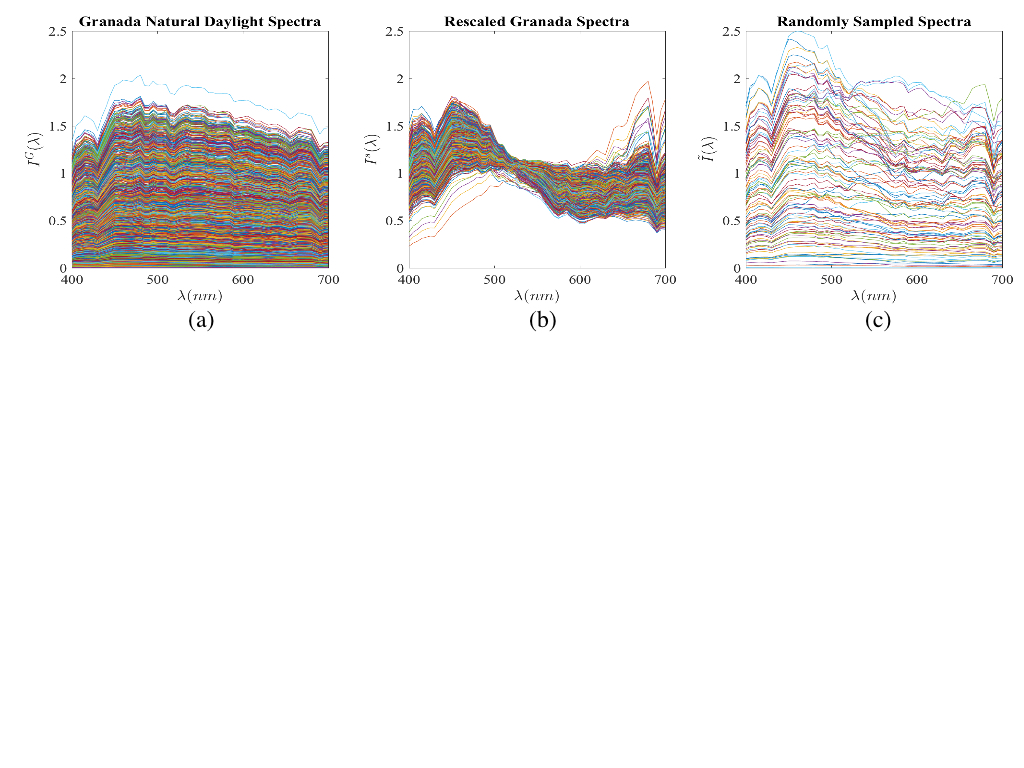 Granada Natural Daylight Spectra
2.5
2
1.5
1
0.5
0
400
500
600
700
I^G(λ)
λ(nm)
(a)
Rescaled Granada Spectra
2.5
2
1.5
1
0.5
0
400
500
600
700
I^s(λ)
λ(nm)
(b)
Randomly Sampled Spectra
2.5
2
1.5
1
0.5
0
400
500
600
700
Ĩ(λ)
λ(nm)
(c)